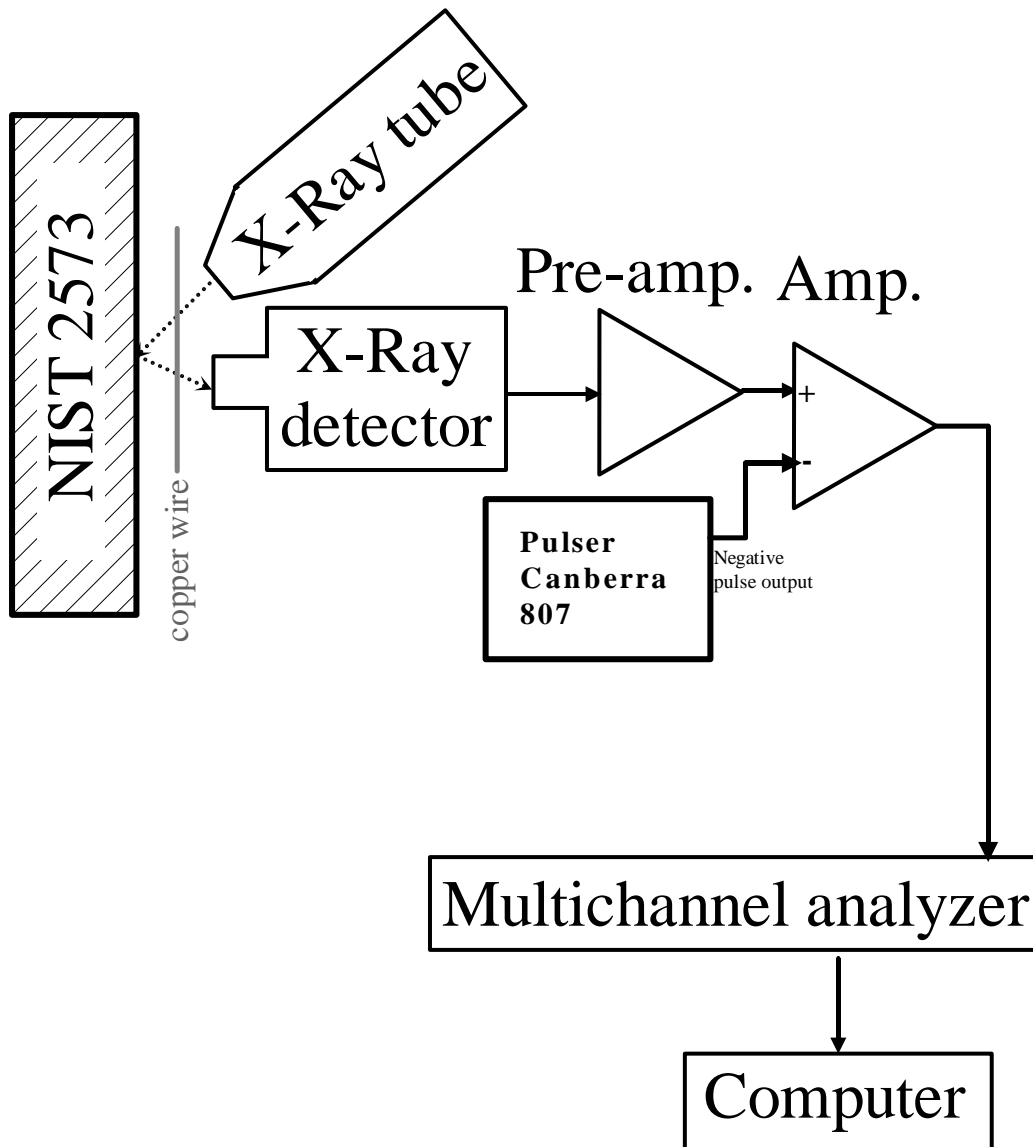 X-Ray tube
NIST 2573
copper wire
X-Ray
detector
Pre-amp.
Amp.
+
-
Pulser
Canberra
807
Negative
pulse output
Multichannel analyzer
Computer